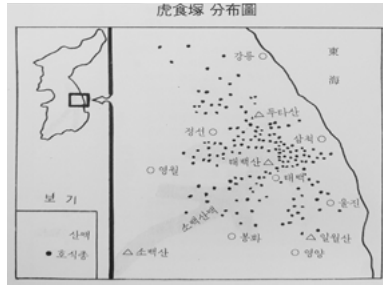 虎食塚 分布圖
강릉
東
海
두타산
정선
삼척
태백산
영월
태백
울진
소백산맥
봉화
일월산
소백산
영양
보기
산맥
호식총